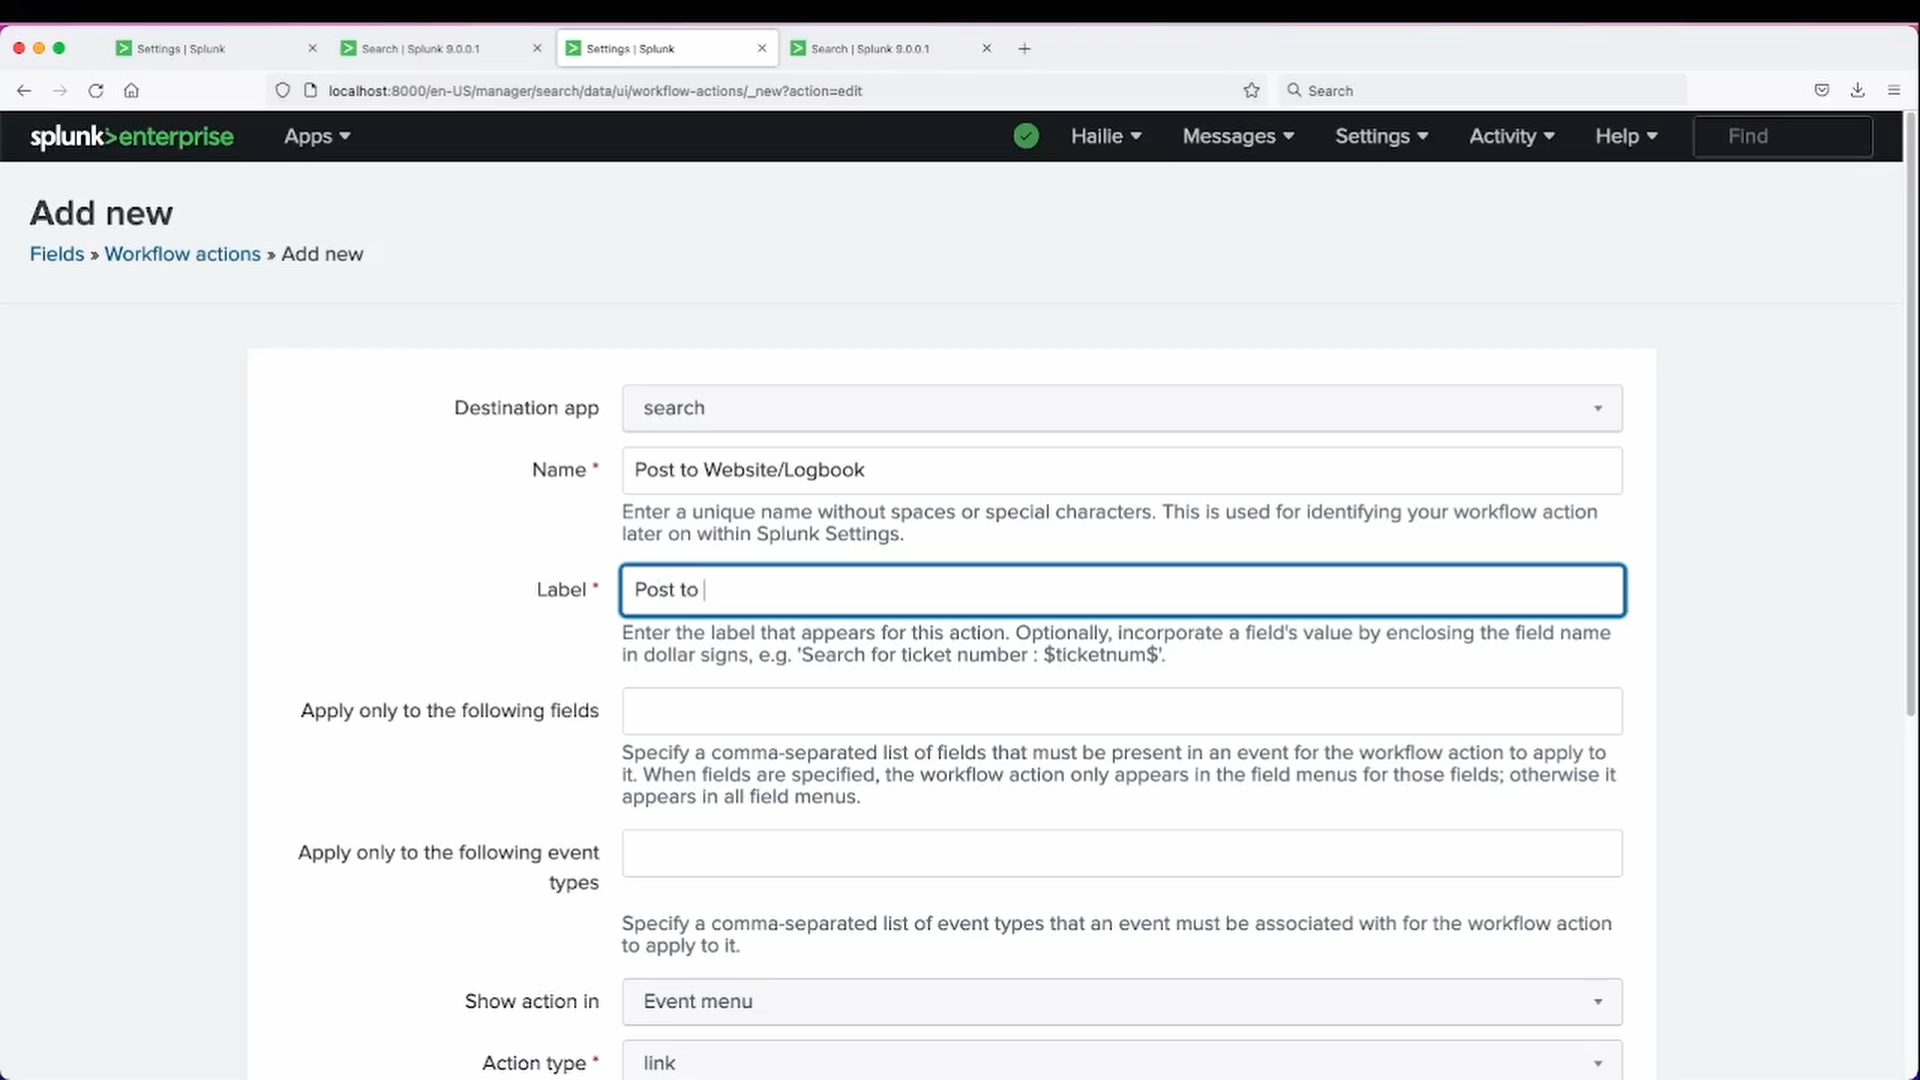 Settings | Splunk
Search | Splunk 9.0.0.1
Settings | Splunk
Search | Splunk 9.0.0.1
localhost:8000/en-US/manager/search/data/ui/workflow-actions/_new?action=edit
Search
splunk>enterprise
Apps
Hailie
Messages
Settings
Activity
Help
Find
Add new
Fields » Workflow actions » Add new
Destination app
search
Name *
Post to Website/Logbook
Enter a unique name without spaces or special characters. This is used for identifying your workflow action
later on within Splunk Settings.
Label *
Post to
Enter the label that appears for this action. Optionally, incorporate a field's value by enclosing the field name
in dollar signs, e.g. 'Search for ticket number : $ticketnum$'.
Apply only to the following fields
Specify a comma-separated list of fields that must be present in an event for the workflow action to apply to
it. When fields are specified, the workflow action only appears in the field menus for those fields; otherwise it
appears in all field menus.
Apply only to the following event
types
Specify a comma-separated list of event types that an event must be associated with for the workflow action
to apply to it.
Show action in
Event menu
Action type *
link